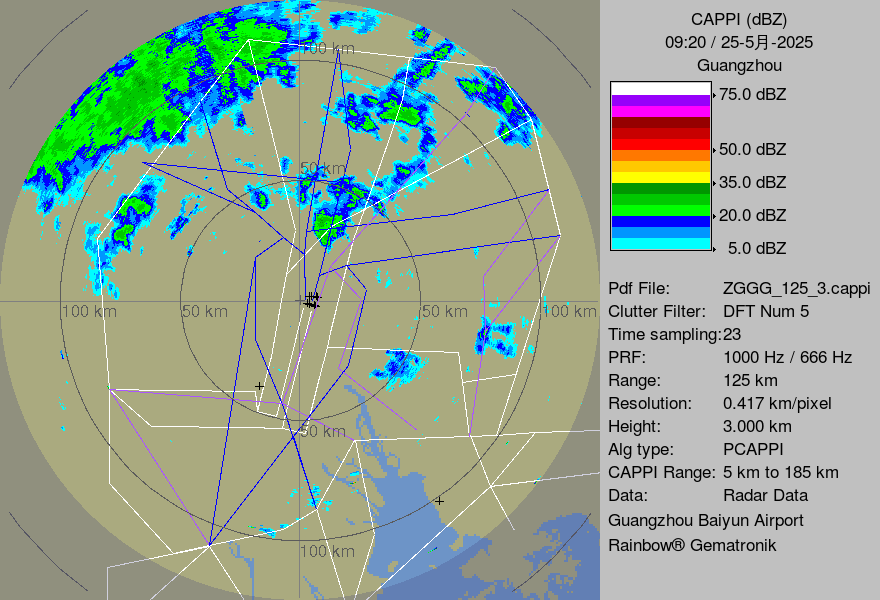 100 km
50 km
100 km
50 km
50 km
100 km
50 km
100 km
CAPPI (dBZ)
09:20 / 25-5月-2025
Guangzhou
75.0 dBZ
50.0 dBZ
35.0 dBZ
20.0 dBZ
5.0 dBZ
Pdf File: ZGGG_125_3.cappi
Clutter Filter: DFT Num 5
Time sampling:23
PRF: 1000 Hz / 666 Hz
Range: 125 km
Resolution: 0.417 km/pixel
Height: 3.000 km
Alg type: PCAPPI
CAPPI Range: 5 km to 185 km
Data: Radar Data
Guangzhou Baiyun Airport
Rainbow® Gematronik